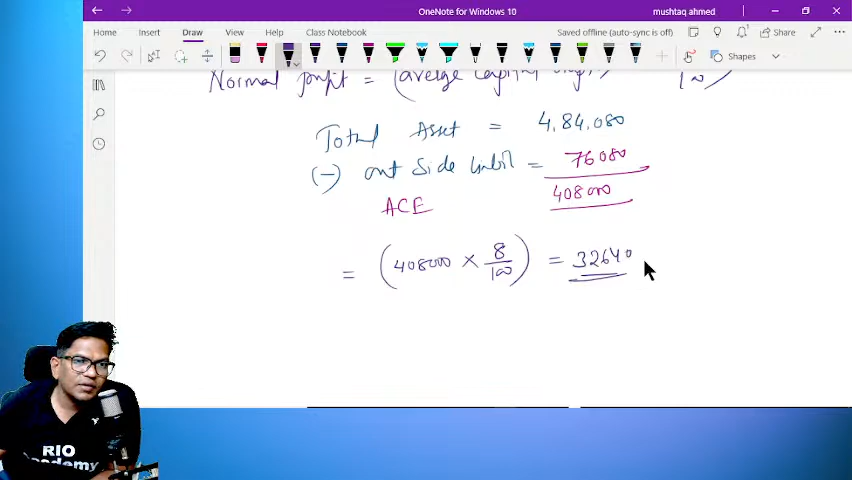 OneNote for Windows 10
mushtaq ahmed
Home Insert Draw View Help Class Notebook
Saved offline (auto-sync is off)
Share
Shapes
Normal profit = (averge capital
100)
Total Asset = 4,84,080
(-) out Side Liabil = 76080
ACE 408000
= (408000 × 8/100) = 32640
RIO
Academy